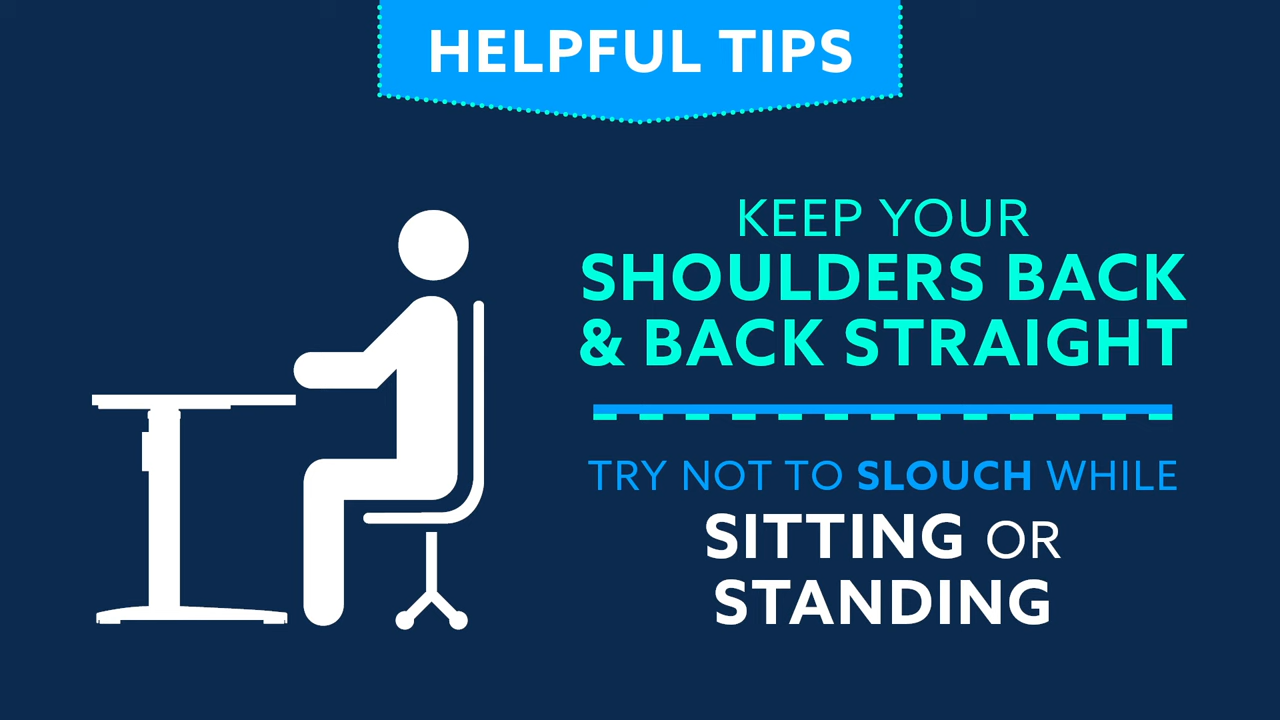 HELPFUL TIPS
KEEP YOUR
SHOULDERS BACK
& BACK STRAIGHT
TRY NOT TO SLOUCH WHILE
SITTING OR
STANDING